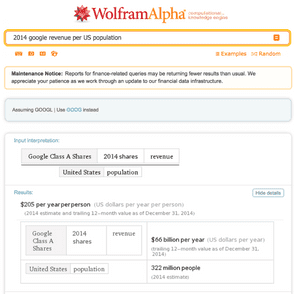 WolframAlpha computational... knowledge engine
2014 google revenue per US population
Examples Random
Maintenance Notice: Reports for finance-related queries may be returning fewer results than usual. We
appreciate your patience as we work through an update to our financial data infrastructure.
Assuming GOOGL | Use GOOG instead
Input interpretation:
Google Class A Shares 2014 shares revenue
United States population
Results:
Hide details
$205 per year per person (US dollars per year per person)
(2014 estimate and trailing 12-month value as of December 31, 2014)
Google Class A Shares 2014 shares revenue
United States population
$66 billion per year (US dollars per year)
(trailing 12-month value as of December 31, 2014)
322 million people
(2014 estimate)